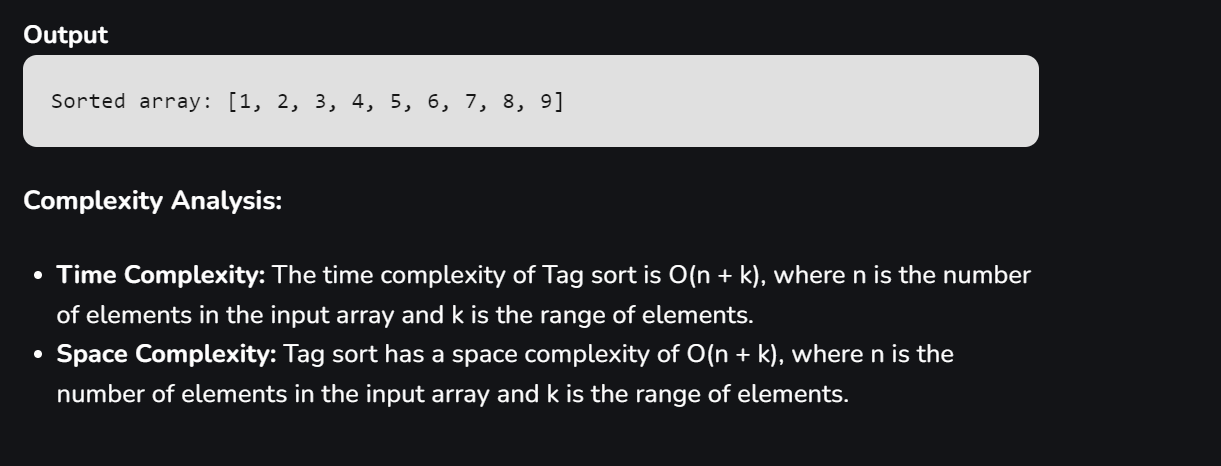 Output
Sorted array: [1, 2, 3, 4, 5, 6, 7, 8, 9]
Complexity Analysis:
• Time Complexity: The time complexity of Tag sort is O(n + k), where n is the number
of elements in the input array and k is the range of elements.
• Space Complexity: Tag sort has a space complexity of O(n + k), where n is the
number of elements in the input array and k is the range of elements.